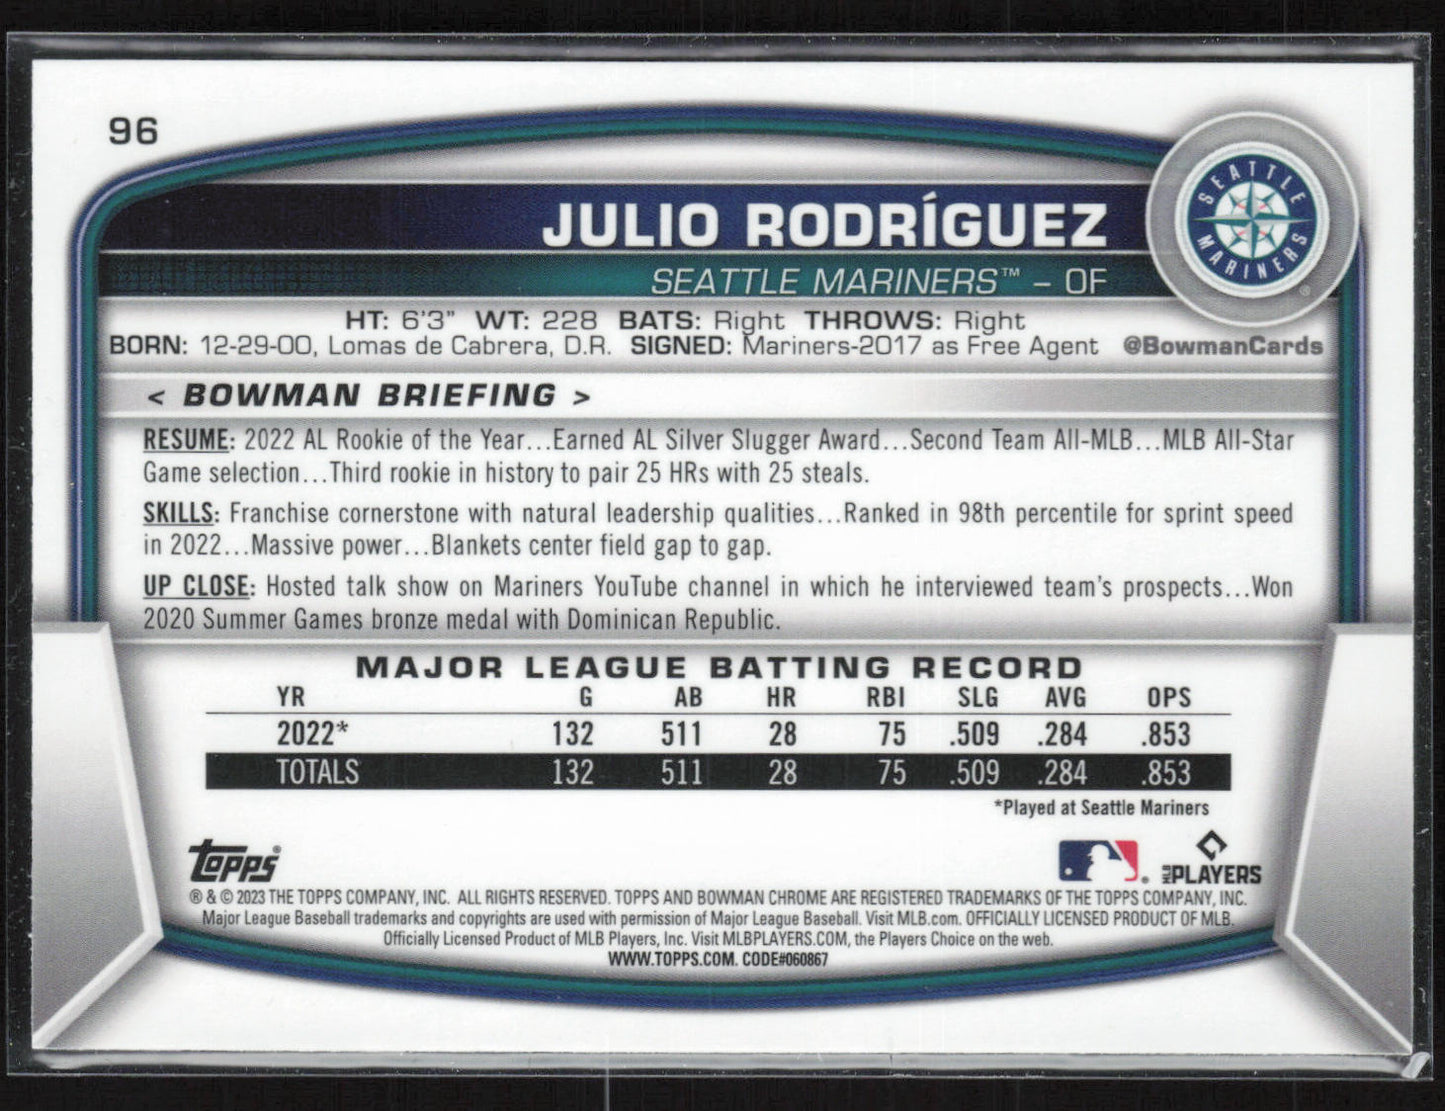 96
SEATTLE MARINERS
JULIO RODRÍGUEZ
SEATTLE MARINERS™ – OF
HT: 6'3" WT: 228 BATS: Right THROWS: Right
BORN: 12-29-00, Lomas de Cabrera, D.R. SIGNED: Mariners-2017 as Free Agent @BowmanCards
< BOWMAN BRIEFING >
RESUME: 2022 AL Rookie of the Year...Earned AL Silver Slugger Award...Second Team All-MLB...MLB All-Star
Game selection...Third rookie in history to pair 25 HRs with 25 steals.
SKILLS: Franchise cornerstone with natural leadership qualities...Ranked in 98th percentile for sprint speed
in 2022...Massive power...Blankets center field gap to gap.
UP CLOSE: Hosted talk show on Mariners YouTube channel in which he interviewed team's prospects...Won
2020 Summer Games bronze medal with Dominican Republic.
MAJOR LEAGUE BATTING RECORD
YR G AB HR RBI SLG AVG OPS
2022* 132 511 28 75 .509 .284 .853
TOTALS 132 511 28 75 .509 .284 .853
*Played at Seattle Mariners
Topps®
MLB PLAYERS
® & © 2023 THE TOPPS COMPANY, INC. ALL RIGHTS RESERVED. TOPPS AND BOWMAN CHROME ARE REGISTERED TRADEMARKS OF THE TOPPS COMPANY, INC.
Major League Baseball trademarks and copyrights are used with permission of Major League Baseball. Visit MLB.com. OFFICIALLY LICENSED PRODUCT OF MLB.
Officially Licensed Product of MLB Players, Inc. Visit MLBPLAYERS.COM, the Players Choice on the web.
WWW.TOPPS.COM. CODE#060867